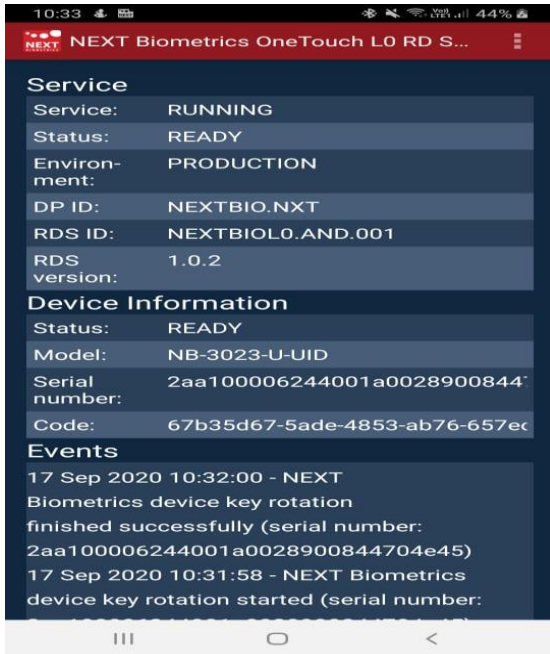 10:33 44%
NEXT NEXT Biometrics OneTouch L0 RD S...
Service
Service: RUNNING
Status: READY
Environ- PRODUCTION
ment:
DP ID: NEXTBIO.NXT
RDS ID: NEXTBIOL0.AND.001
RDS 1.0.2
version:
Device Information
Status: READY
Model: NB-3023-U-UID
Serial 2aa100006244001a00289008447
number:
Code: 67b35d67-5ade-4853-ab76-657ec
Events
17 Sep 2020 10:32:00 - NEXT
Biometrics device key rotation
finished successfully (serial number:
2aa100006244001a0028900844704e45)
17 Sep 2020 10:31:58 - NEXT Biometrics
device key rotation started (serial number: